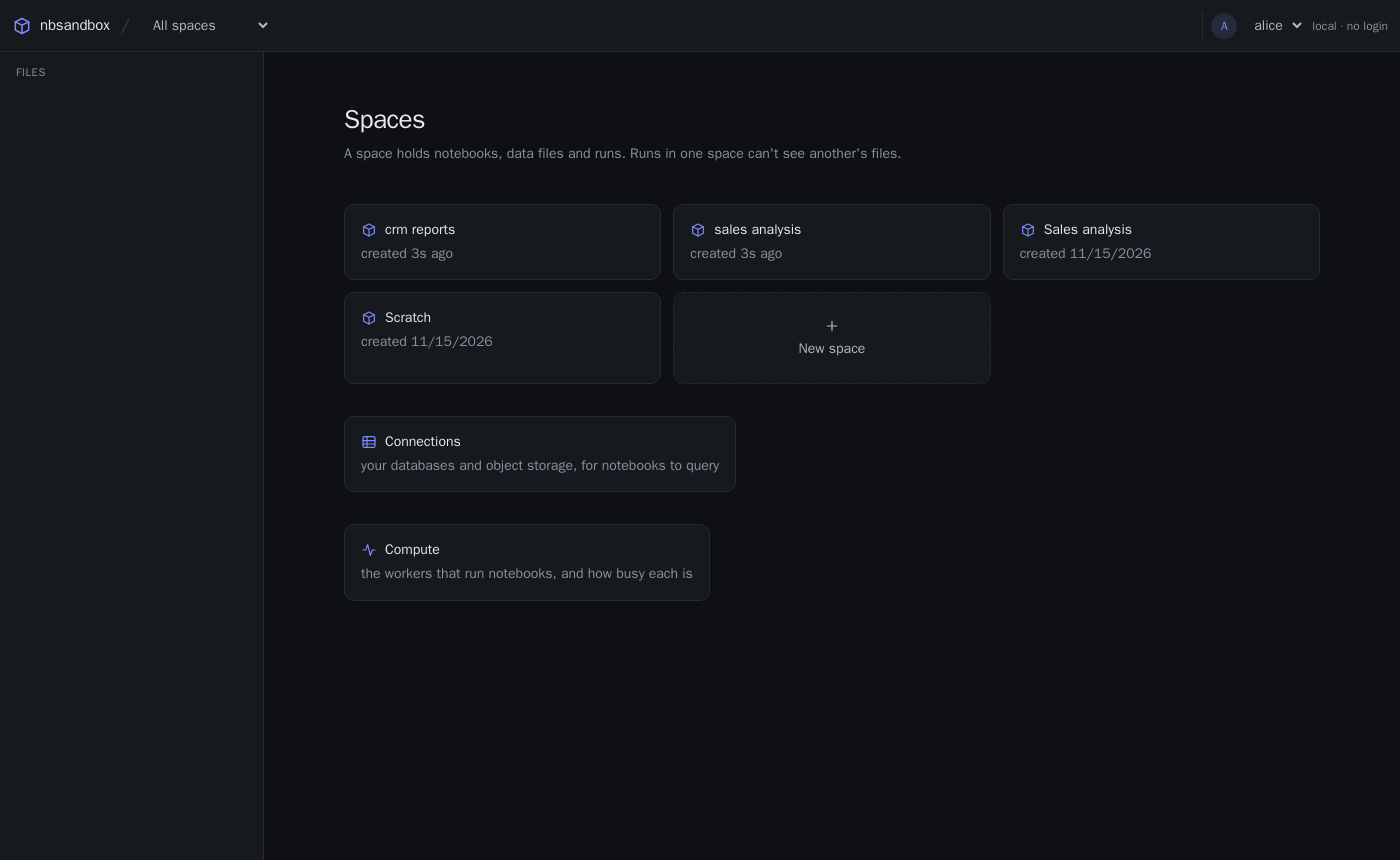 nbsandbox / All spaces
A alice local · no login
FILES
Spaces
A space holds notebooks, data files and runs. Runs in one space can't see another's files.
crm reports
created 3s ago
sales analysis
created 3s ago
Sales analysis
created 11/15/2026
Scratch
created 11/15/2026
+
New space
Connections
your databases and object storage, for notebooks to query
Compute
the workers that run notebooks, and how busy each is